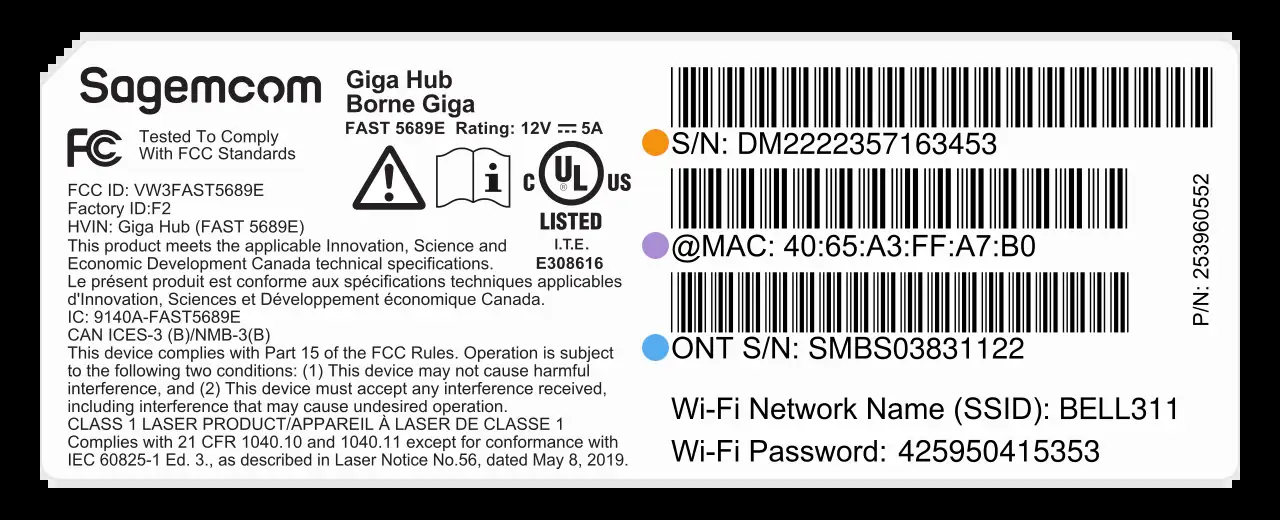 Sagemcom
Giga Hub
Borne Giga
FAST 5689E Rating: 12V ⎓ 5A
FC
Tested To Comply
With FCC Standards
C UL ® US
LISTED
I.T.E.
E308616
FCC ID: VW3FAST5689E
Factory ID:F2
HVIN: Giga Hub (FAST 5689E)
This product meets the applicable Innovation, Science and
Economic Development Canada technical specifications.
Le présent produit est conforme aux spécifications techniques applicables
d'Innovation, Sciences et Développement économique Canada.
IC: 9140A-FAST5689E
CAN ICES-3 (B)/NMB-3(B)
This device complies with Part 15 of the FCC Rules. Operation is subject
to the following two conditions: (1) This device may not cause harmful
interference, and (2) This device must accept any interference received,
including interference that may cause undesired operation.
CLASS 1 LASER PRODUCT/APPAREIL À LASER DE CLASSE 1
Complies with 21 CFR 1040.10 and 1040.11 except for conformance with
IEC 60825-1 Ed. 3., as described in Laser Notice No.56, dated May 8, 2019.
S/N: DM2222357163453
@MAC: 40:65:A3:FF:A7:B0
ONT S/N: SMBS03831122
Wi-Fi Network Name (SSID): BELL311
Wi-Fi Password: 425950415353
P/N: 253960552